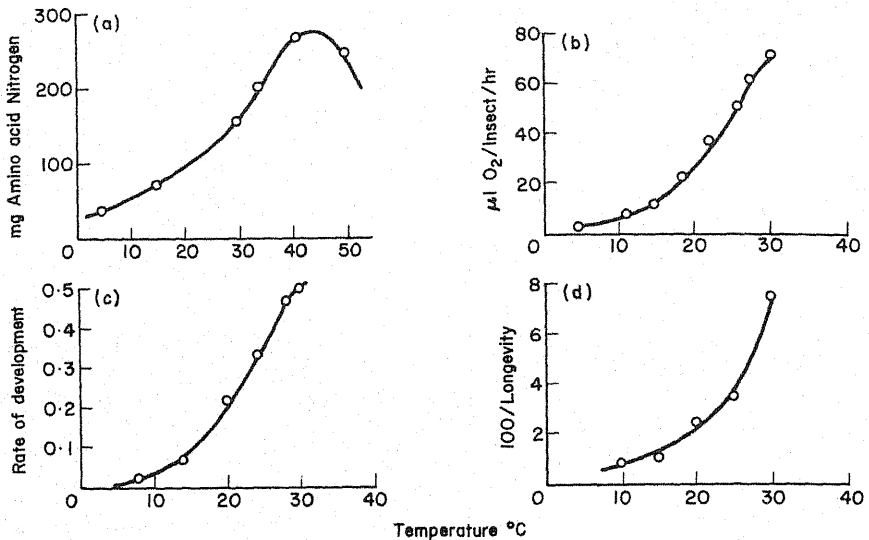 (a)
mg Amino acid Nitrogen
300
200
100
0 10 20 30 40 50
(b)
µl O2/Insect/hr
80
60
40
20
0 10 20 30 40
(c)
Rate of development
0·5
0·4
0·3
0·2
0·1
0 10 20 30 40
(d)
100/Longevity
8
6
4
2
0 10 20 30 40
Temperature °C